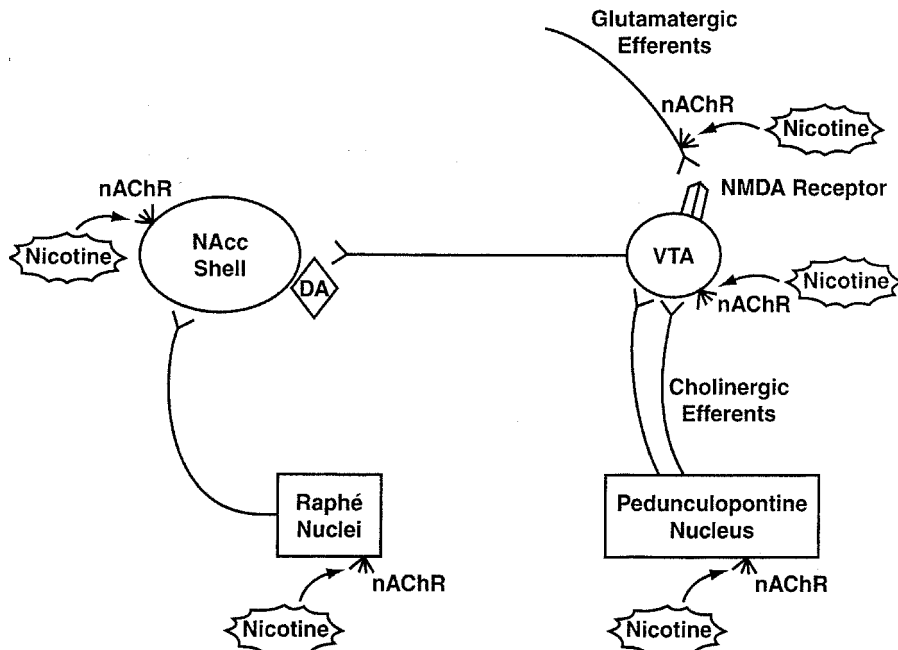 Glutamatergic
Efferents
nAChR
Nicotine
NMDA Receptor
nAChR
Nicotine
NAcc
Shell
DA
VTA
Nicotine
nAChR
Cholinergic
Efferents
Raphé
Nuclei
nAChR
Nicotine
Pedunculopontine
Nucleus
nAChR
Nicotine